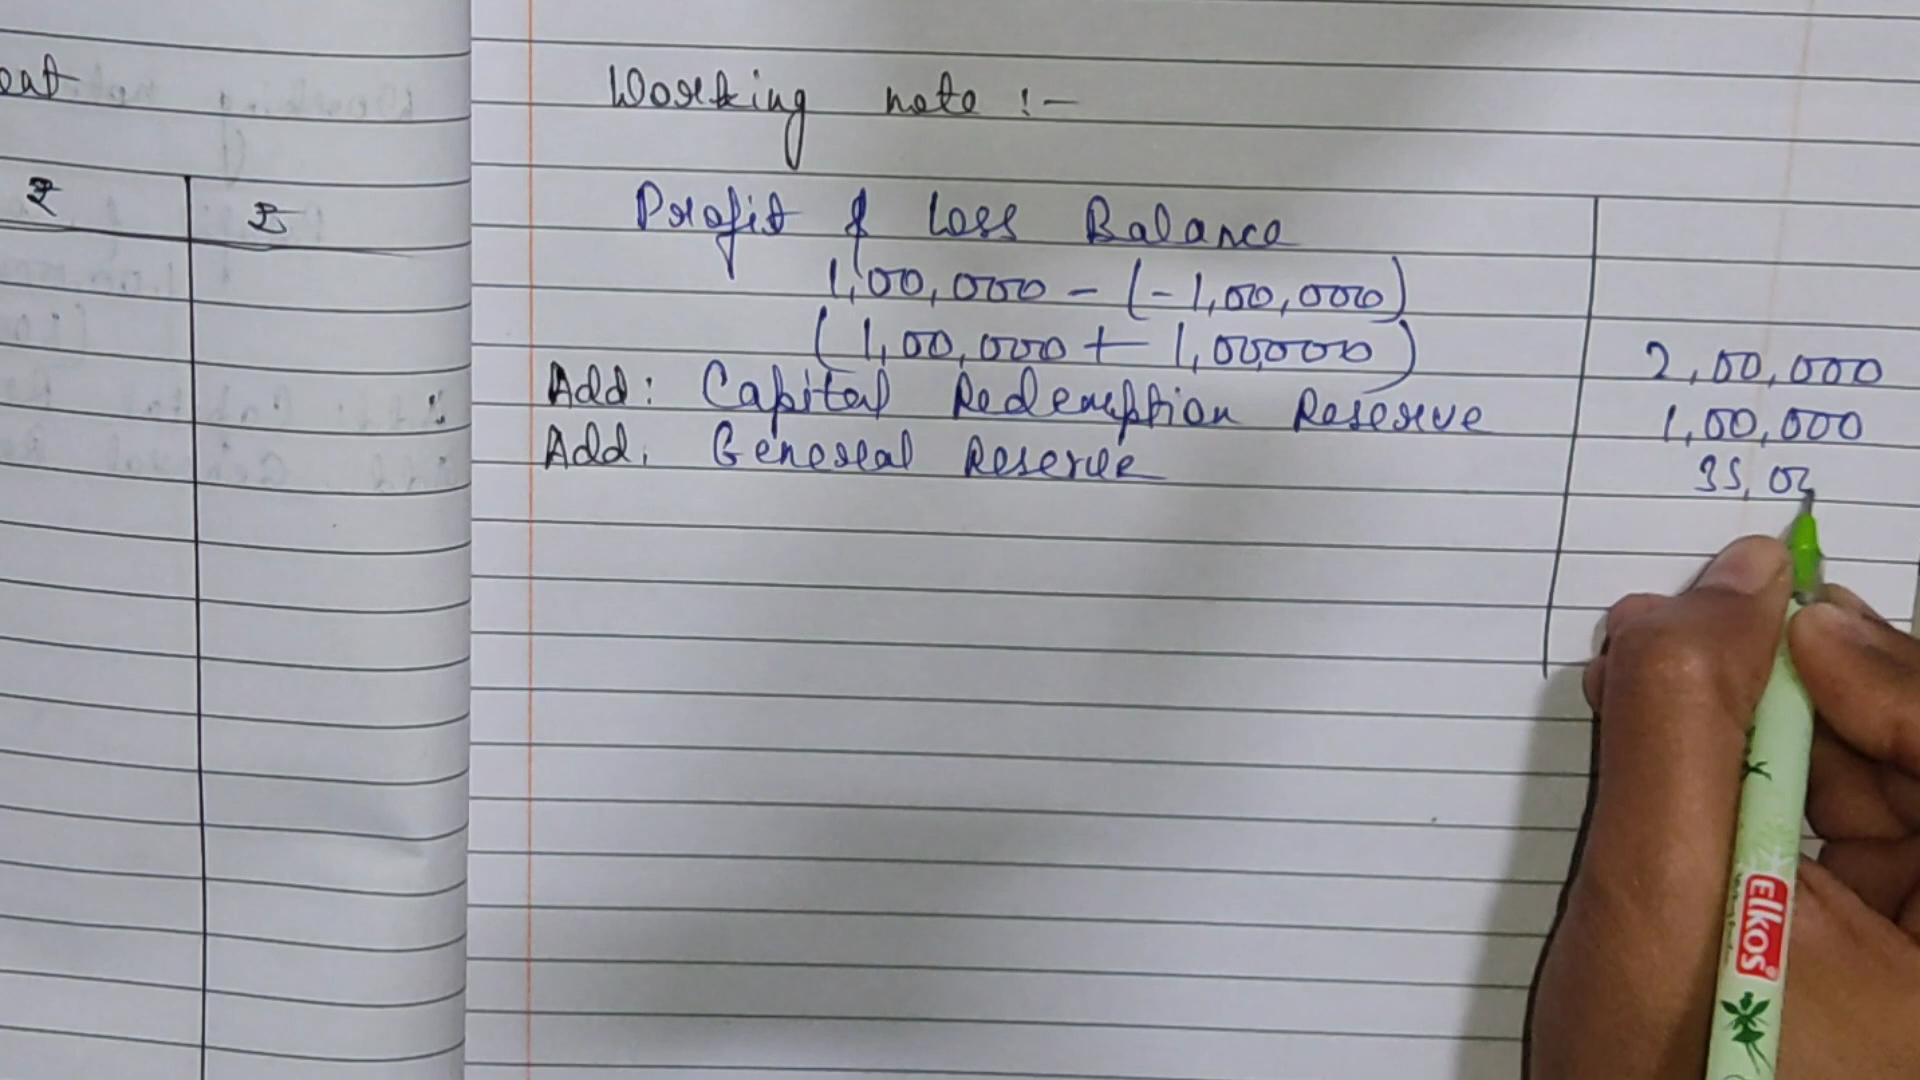 ₹ ₹
Working note :-
Profit & Loss Balance
1,00,000 - (-1,00,000)
(1,00,000 + 1,00,000) 2,00,000
Add: Capital Redemption Reserve 1,00,000
Add. General Reserve 35,00
Elkos